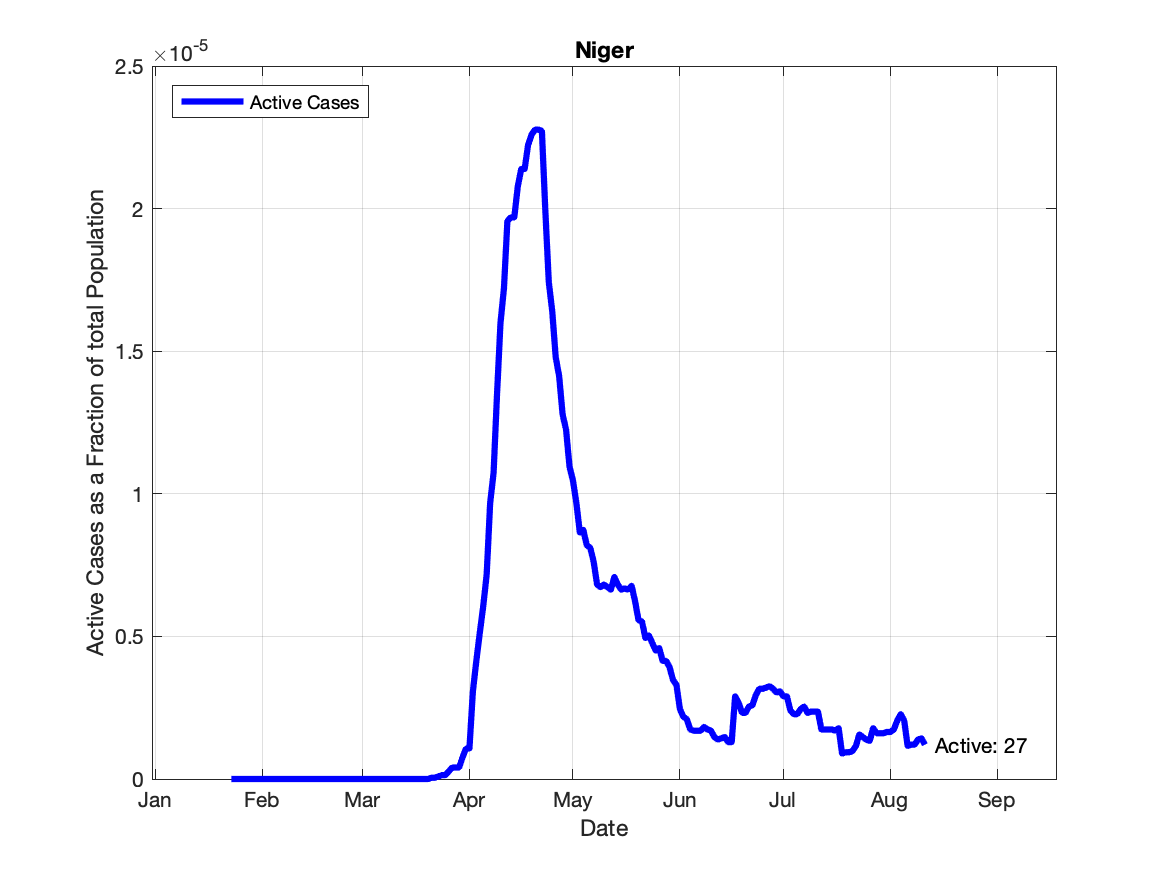 Niger
×10-5
2.5
2
1.5
1
0.5
0
Active Cases as a Fraction of total Population
Active Cases
Active: 27
Jan Feb Mar Apr May Jun Jul Aug Sep
Date